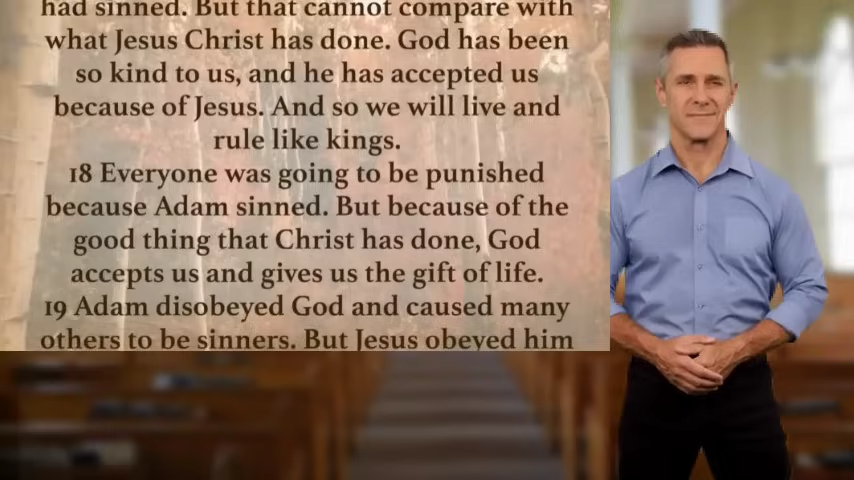 had sinned. But that cannot compare with
what Jesus Christ has done. God has been
so kind to us, and he has accepted us
because of Jesus. And so we will live and
rule like kings.
18 Everyone was going to be punished
because Adam sinned. But because of the
good thing that Christ has done, God
accepts us and gives us the gift of life.
19 Adam disobeyed God and caused many
others to be sinners. But Jesus obeyed him